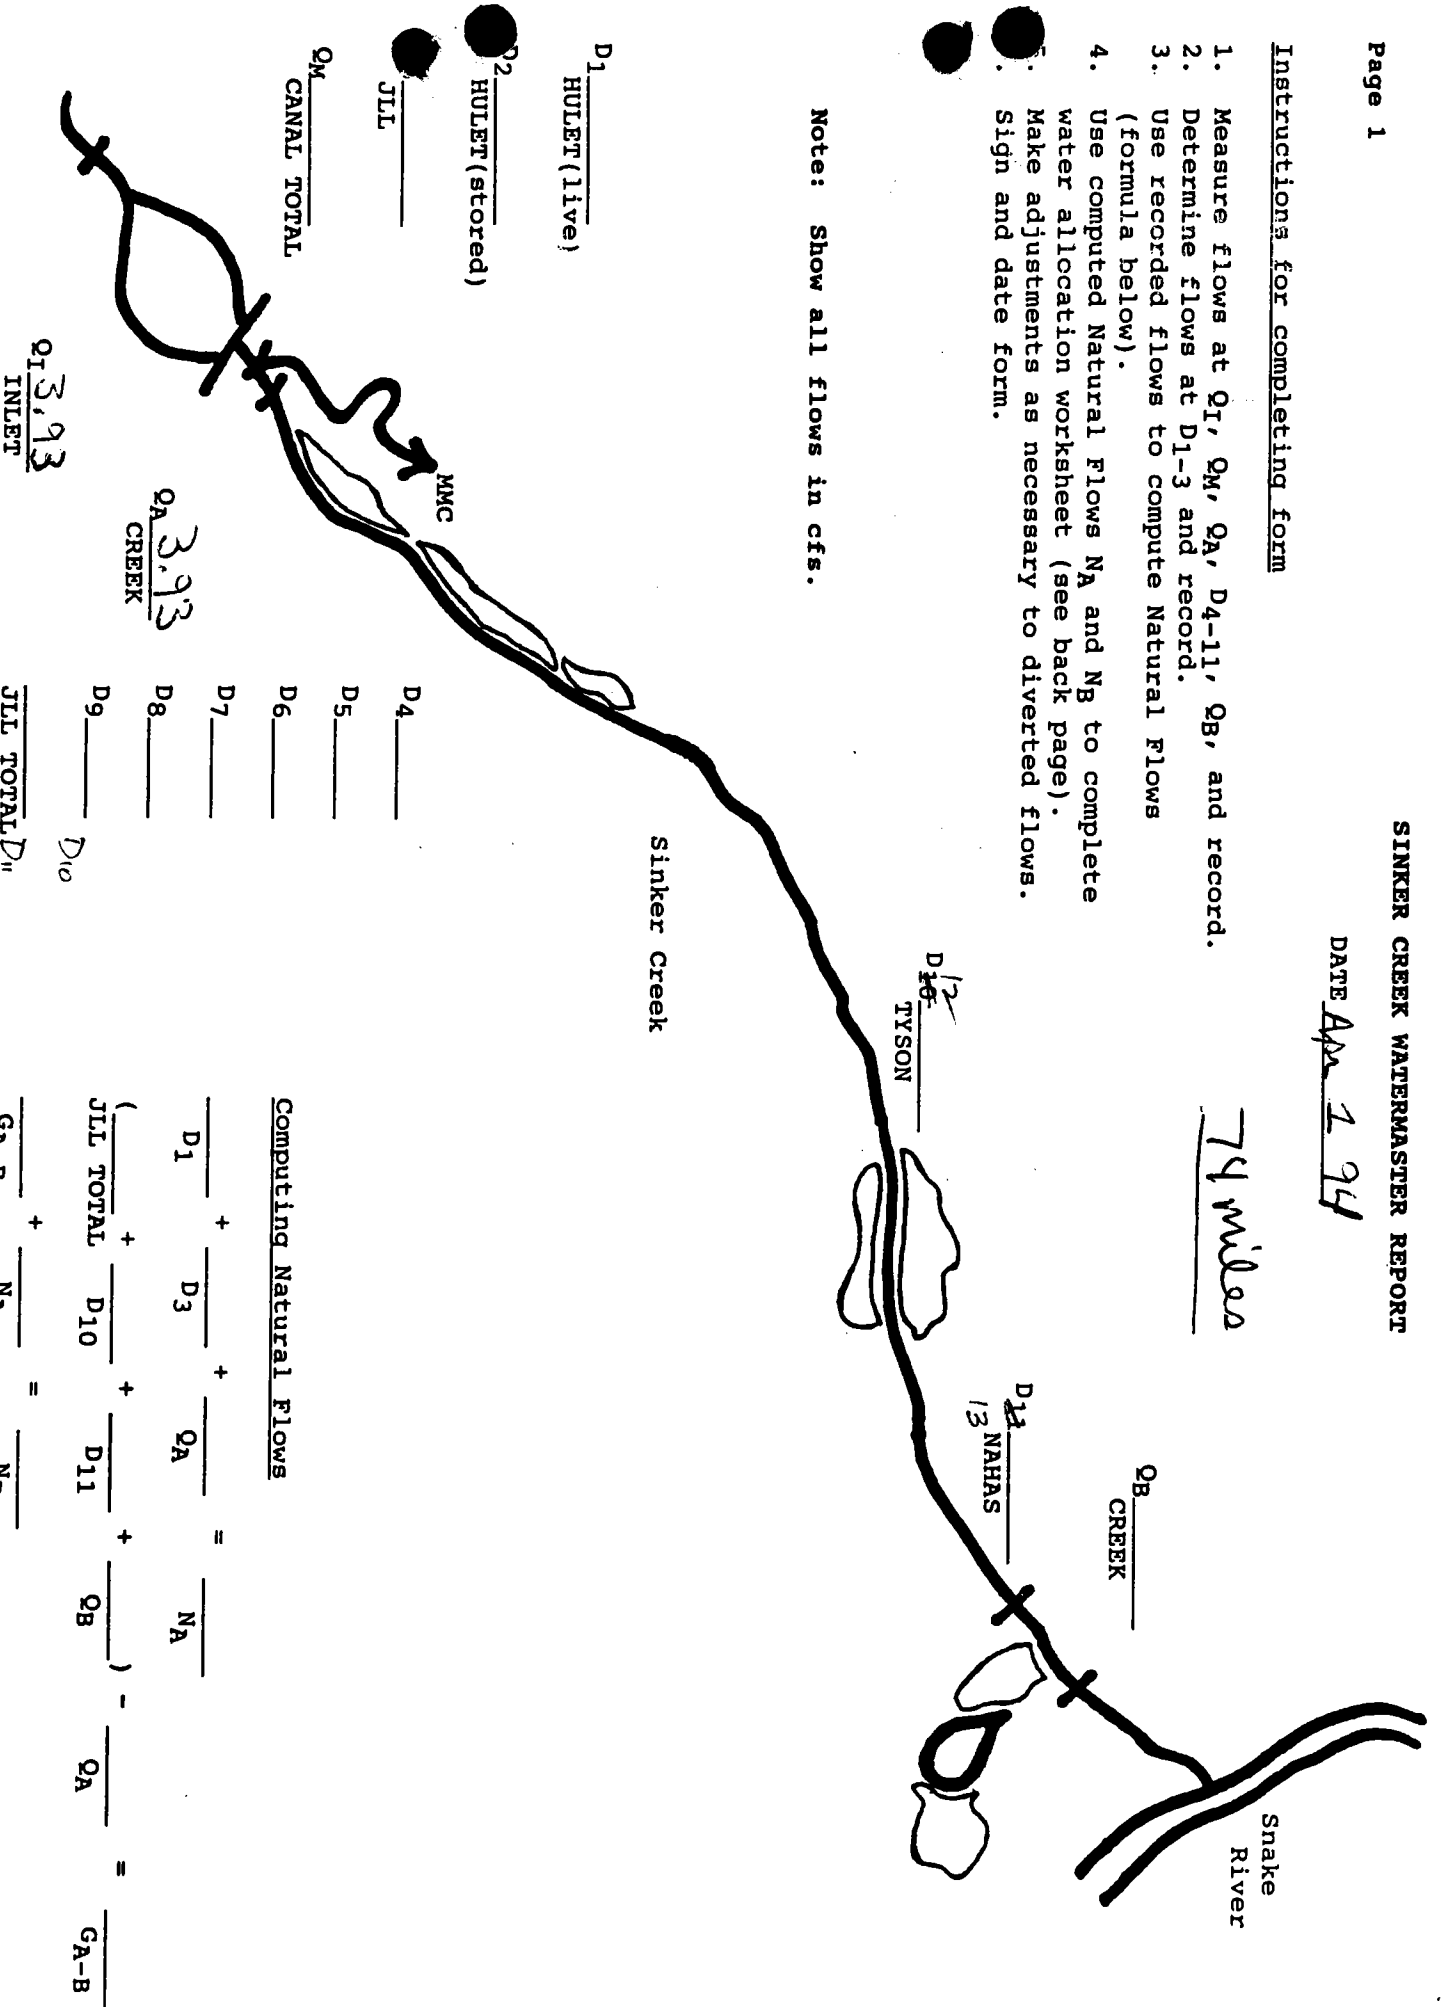 Page 1
SINKER CREEK WATERMASTER REPORT
DATE Apr 1 94
Instructions for completing form
74 miles
1. Measure flows at QI, QM, QA, D4-11, QB, and record.
2. Determine flows at D1-3 and record.
3. Use recorded flows to compute Natural Flows
(formula below).
4. Use computed Natural Flows NA and NB to complete
water allocation worksheet (see back page).
Make adjustments as necessary to diverted flows.
Sign and date form.
Note: Show all flows in cfs.
Snake
River
QB
CREEK
D11
13 NAHAS
D10 12
TYSON
Sinker Creek
D1
HULET(live)
D2
HULET(stored)
JLL
QM
CANAL TOTAL
MMC
QI 3.93
INLET
QA 3.93
CREEK
D4
D5
D6
D7
D8
D9
D10
JLL TOTAL D11
Computing Natural Flows
+ + =
D1 D3 QA NA
( + + + ) - =
JLL TOTAL D10 D11 QB QA GA-B
+ =